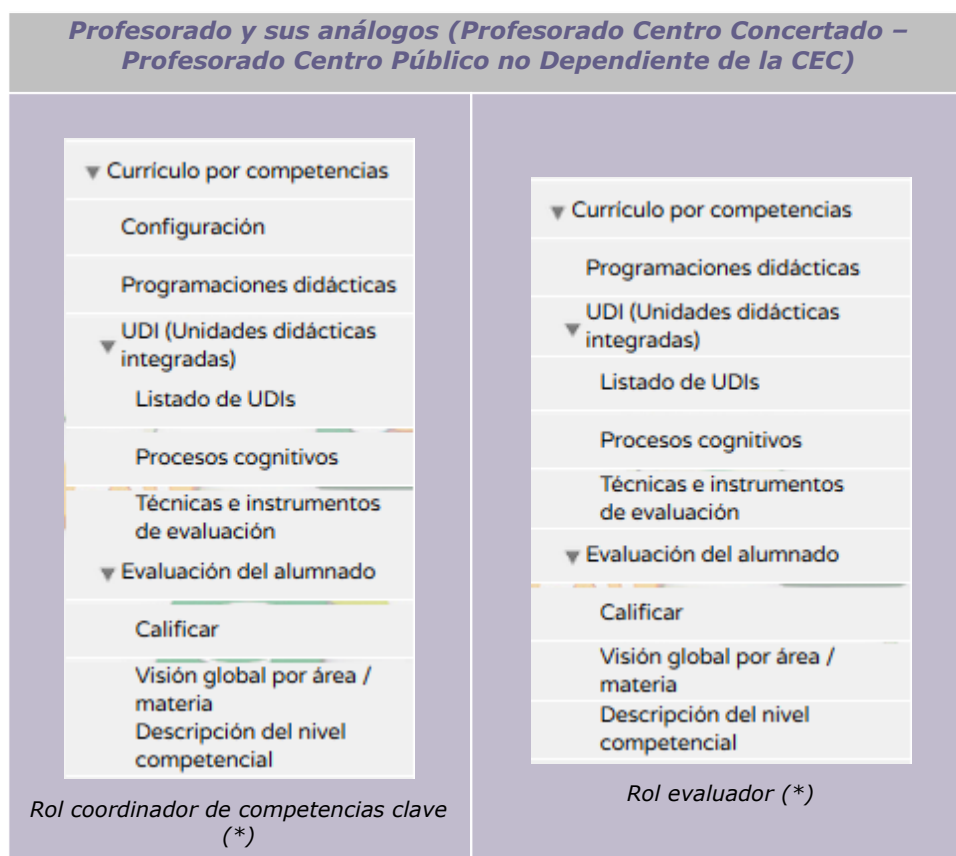 Profesorado y sus análogos (Profesorado Centro Concertado –
Profesorado Centro Público no Dependiente de la CEC)
Currículo por competencias
Configuración
Programaciones didácticas
UDI (Unidades didácticas
integradas)
Listado de UDIs
Procesos cognitivos
Técnicas e instrumentos
de evaluación
Evaluación del alumnado
Calificar
Visión global por área /
materia
Descripción del nivel
competencial
Rol coordinador de competencias clave
(*)
Currículo por competencias
Programaciones didácticas
UDI (Unidades didácticas
integradas)
Listado de UDIs
Procesos cognitivos
Técnicas e instrumentos
de evaluación
Evaluación del alumnado
Calificar
Visión global por área /
materia
Descripción del nivel
competencial
Rol evaluador (*)